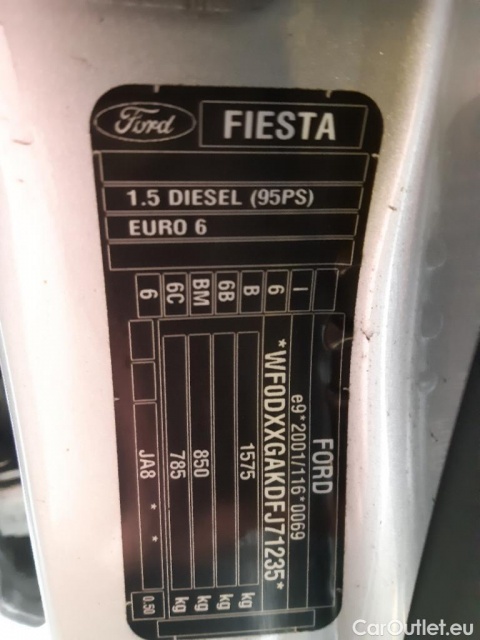 Ford
FIESTA
1.5 DIESEL (95PS)
EURO 6
FORD
e9*2001/116*0069
*WF0DXXGAKDFJ71235*
1575 kg
kg
850 kg
785 kg
I 6 B 6B BM 6C 6
JA8 * *
0.50
CarOutlet.eu